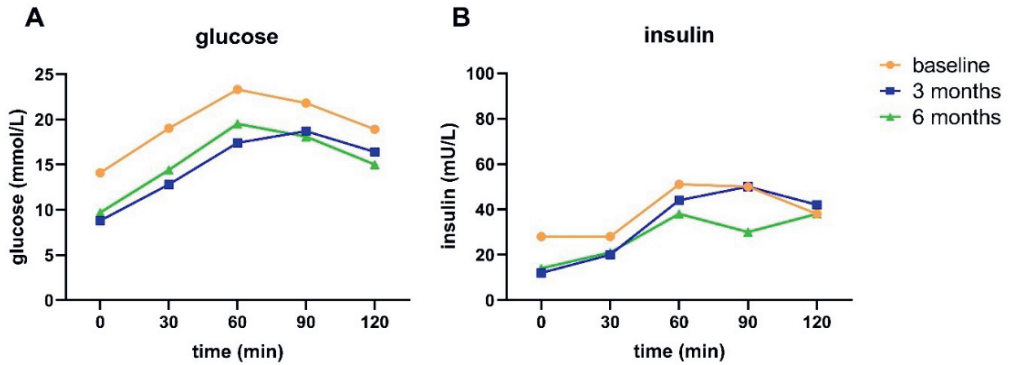 A
glucose
glucose (mmol/L)
25
20
15
10
5
0
0 30 60 90 120
time (min)
B
insulin
insulin (mU/L)
100
80
60
40
20
0
0 30 60 90 120
time (min)
baseline
3 months
6 months